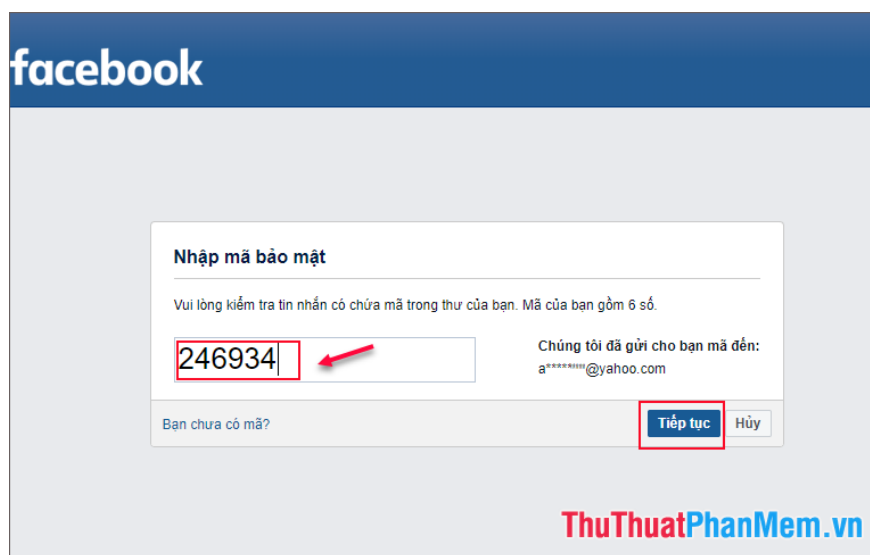 facebook
Nhập mã bảo mật
Vui lòng kiểm tra tin nhắn có chứa mã trong thư của bạn. Mã của bạn gồm 6 số.
246934
Chúng tôi đã gửi cho bạn mã đến:
a********@yahoo.com
Bạn chưa có mã?
Tiếp tục
Hủy
ThuThuatPhanMem.vn